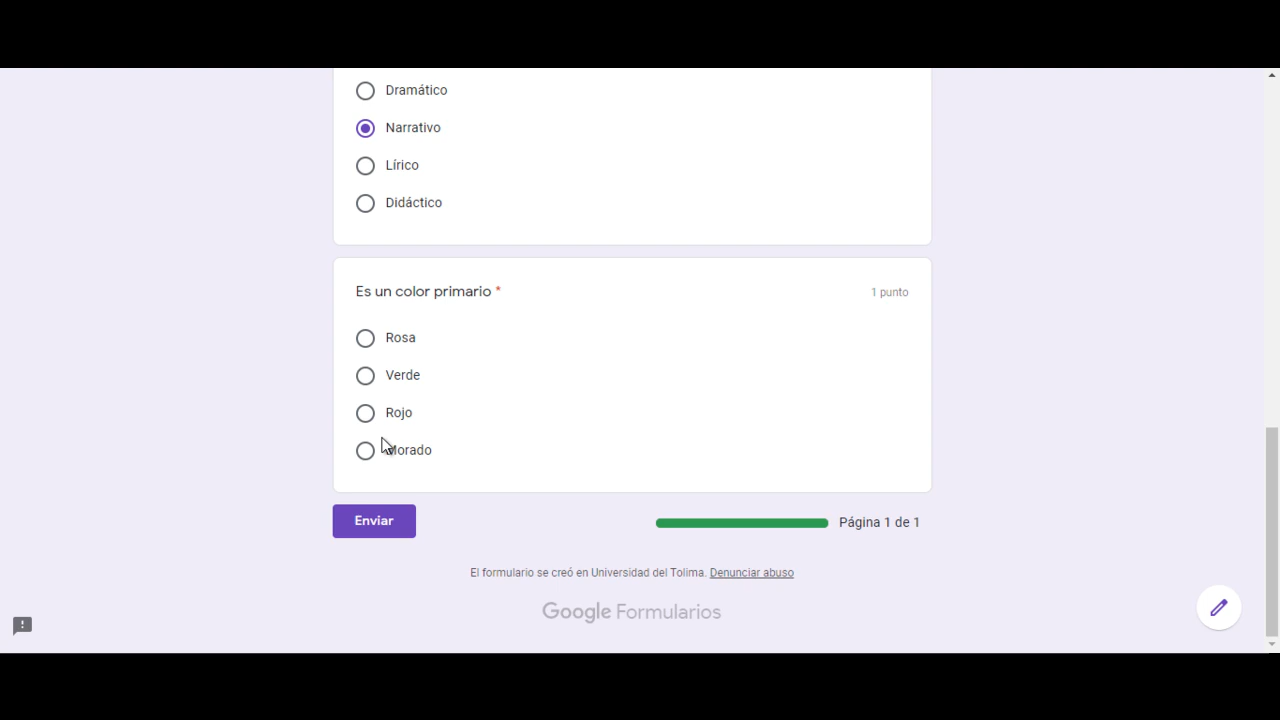 Dramático
Narrativo
Lírico
Didáctico
Es un color primario *
1 punto
Rosa
Verde
Rojo
Morado
Enviar
Página 1 de 1
El formulario se creó en Universidad del Tolima. Denunciar abuso
Google Formularios